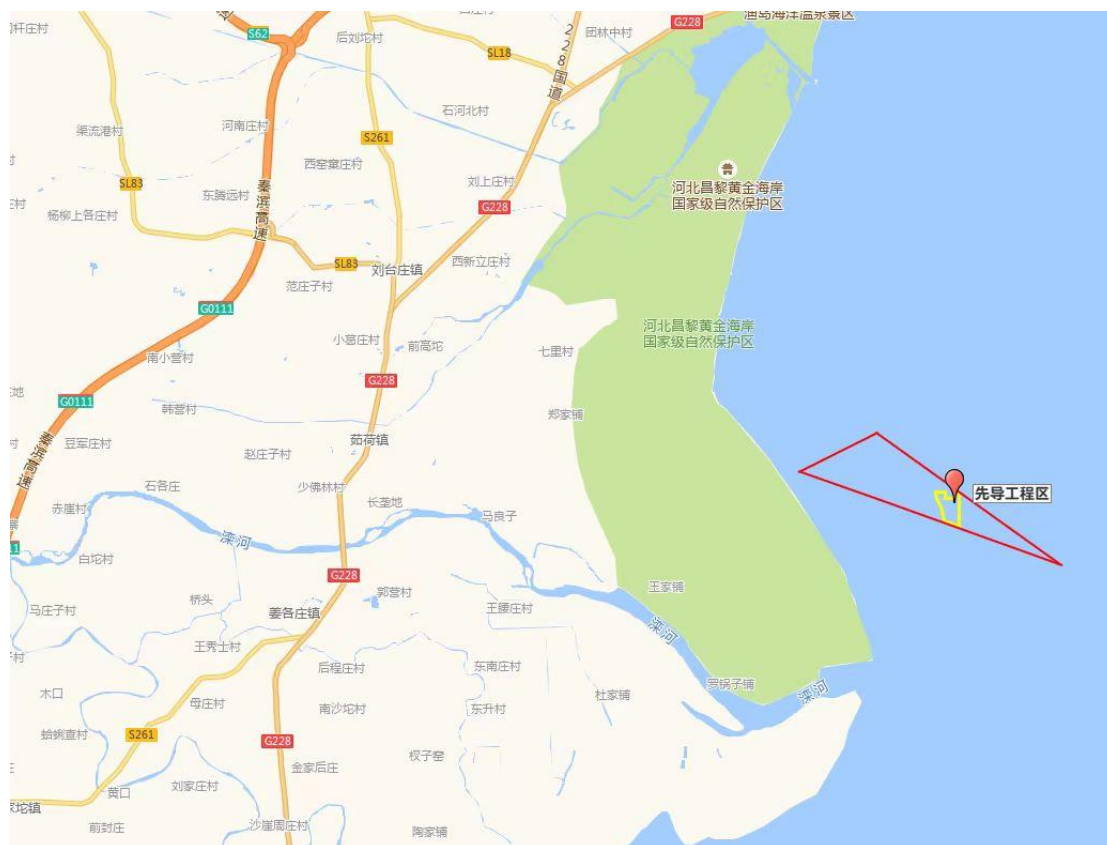 渔岛海洋温泉景区
G228
团林中村
后刘坨村
S62
SL18
228国道
石河北村
河南庄村
渠流港村
S261
西窑窠庄村
刘上庄村
河北昌黎黄金海岸
国家级自然保护区
SL83
东腾远村
秦滨高速
G228
杨柳上各庄村
SL83
刘台庄镇
西新立庄村
范庄子村
G0111
河北昌黎黄金海岸
国家级自然保护区
小蒽庄村
前高坨
七里村
南小营村
G228
G0111
韩营村
郑家铺
秦滨高速
豆军庄村
茹荷镇
赵庄子村
石各庄
少佛林村
长垄地
先导工程区
赤崖村
马良子
滦河
白坨村
G228
王家铺
桥头
郭营村
马庄子村
姜各庄镇
王腰庄村
滦河
王秀士村
后程庄村
东南庄村
木口
母庄村
杜家铺
罗锅子铺
滦河
南沙坨村
东升村
蛤蜊查村
S261
G228
金家后庄
杈子窑
刘家庄村
黄口
家坨镇
前封庄
沙崖周庄村
陶家铺